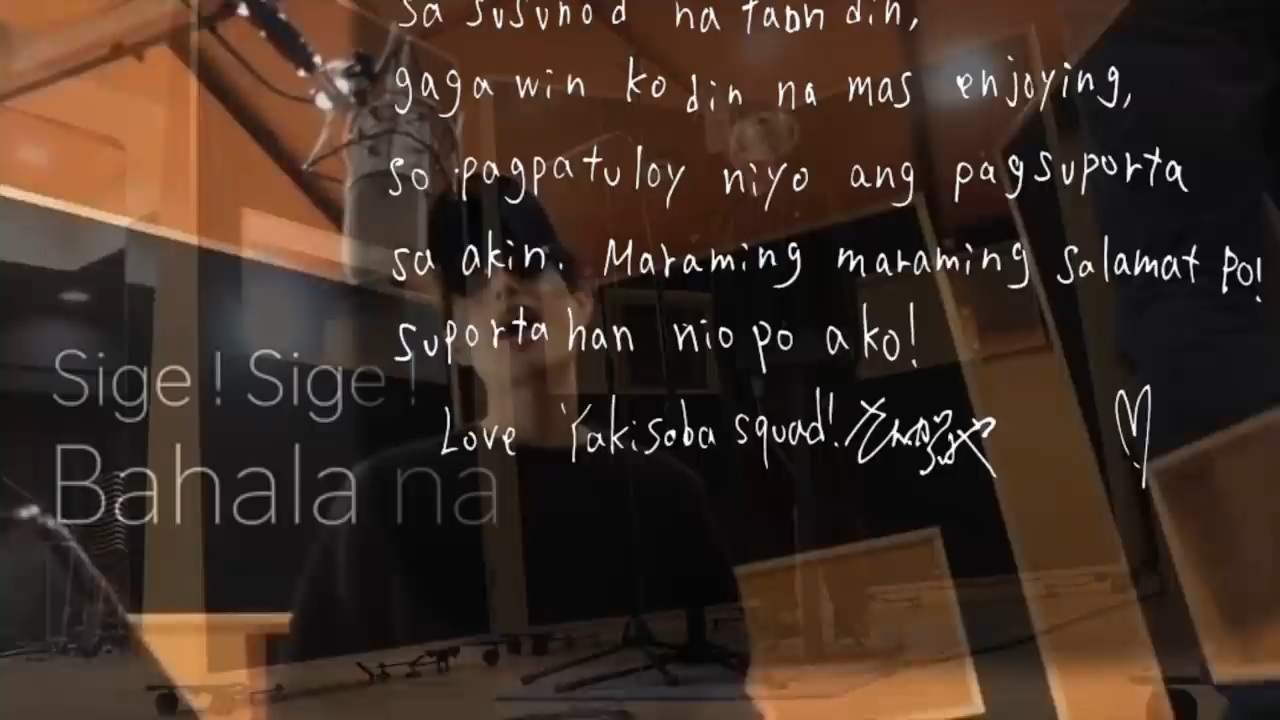 sa susunod na taon din,
gagawin ko din na mas enjoying,
so pagpatuloy niyo ang pagsuporta
sa akin. Maraming maraming salamat po!
suportahan nio po ako!
Love Yakisoba squad!
Sige! Sige!
Bahala na